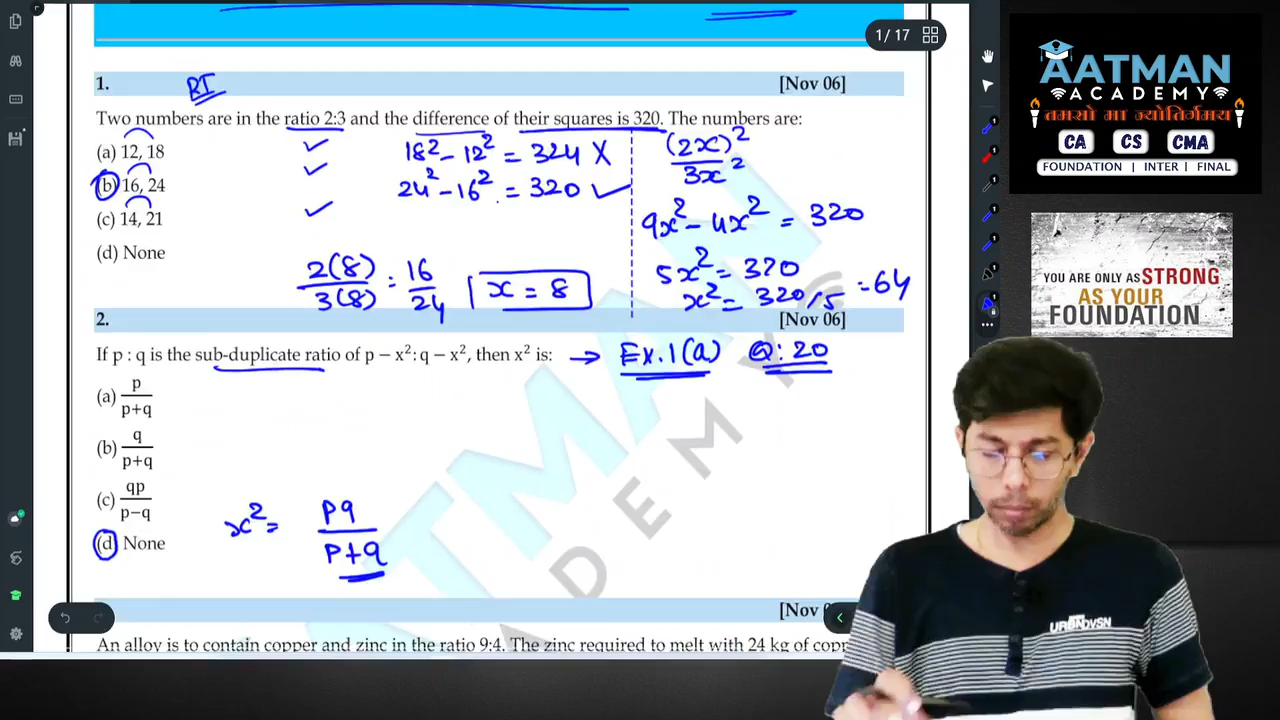 1 / 17
1. RI [Nov 06]
Two numbers are in the ratio 2:3 and the difference of their squares is 320. The numbers are:
(a) 12, 18
(b) 16, 24
(c) 14, 21
(d) None
18² – 12² = 324 X
24² – 16² = 320 ✓
(2x)²
3x²
9x² – 4x² = 320
5x² = 320
x² = 320/5 = 64
2(8)/3(8) = 16/24
x = 8
2. [Nov 06]
If p : q is the sub-duplicate ratio of p – x² : q – x², then x² is: → Ex.1(a) Q:20
(a) p/p+q
(b) q/p+q
(c) qp/p–q
(d) None
x² = pq/p+q
[Nov 0
An alloy is to contain copper and zinc in the ratio 9:4. The zinc required to melt with 24 kg of copp
AATMAN
ACADEMY
तमसो मा ज्योतिर्गमय
CA CS CMA
FOUNDATION | INTER | FINAL
YOU ARE ONLY AS STRONG
AS YOUR
FOUNDATION
URBNDVSN
ATMAN
ADEMY